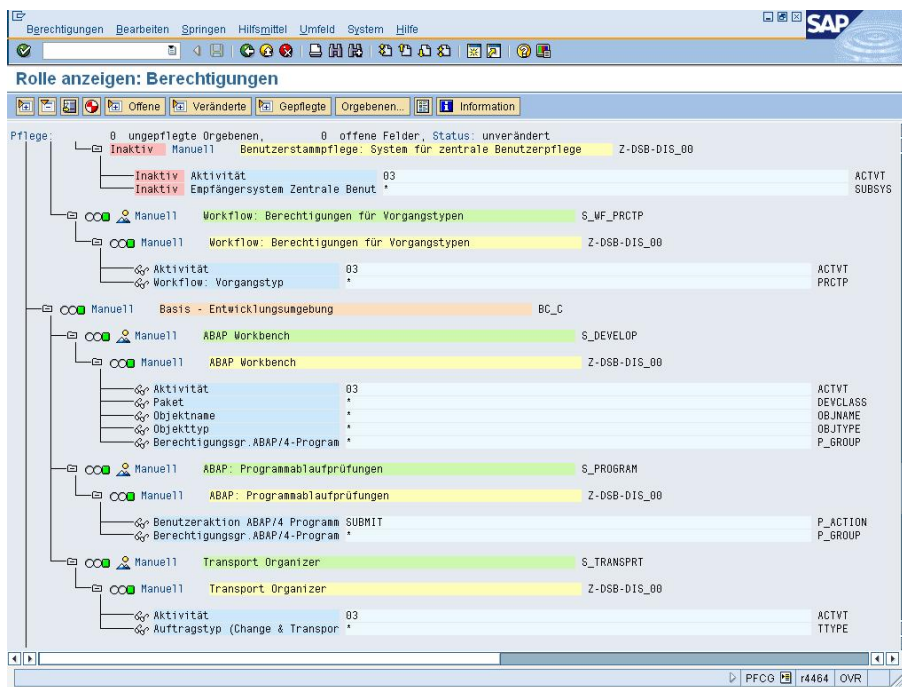 Berechtigungen Bearbeiten Springen Hilfsmittel Umfeld System Hilfe
SAP
Rolle anzeigen: Berechtigungen
Offene Veränderte Gepflegte Orgebenen... Information
Pflege: 0 ungepflegte Orgebenen, 0 offene Felder, Status: unverändert
Inaktiv Manuell Benutzerstammpflege: System für zentrale Benutzerpflege Z-DSB-DIS_00
Inaktiv Aktivität 03 ACTVT
Inaktiv Empfängersystem Zentrale Benut * SUBSYS
Manuell Workflow: Berechtigungen für Vorgangstypen S_WF_PRCTP
Manuell Workflow: Berechtigungen für Vorgangstypen Z-DSB-DIS_00
Aktivität 03 ACTVT
Workflow: Vorgangstyp * PRCTP
Manuell Basis - Entwicklungsumgebung BC_C
Manuell ABAP Workbench S_DEVELOP
Manuell ABAP Workbench Z-DSB-DIS_00
Aktivität 03 ACTVT
Paket * DEVCLASS
Objektname * OBJNAME
Objekttyp * OBJTYPE
Berechtigungsgr.ABAP/4-Program * P_GROUP
Manuell ABAP: Programmablaufprüfungen S_PROGRAM
Manuell ABAP: Programmablaufprüfungen Z-DSB-DIS_00
Benutzeraktion ABAP/4 Programm SUBMIT P_ACTION
Berechtigungsgr.ABAP/4-Program * P_GROUP
Manuell Transport Organizer S_TRANSPRT
Manuell Transport Organizer Z-DSB-DIS_00
Aktivität 03 ACTVT
Auftragstyp (Change & Transpor * TTYPE
PFCG r4464 OVR